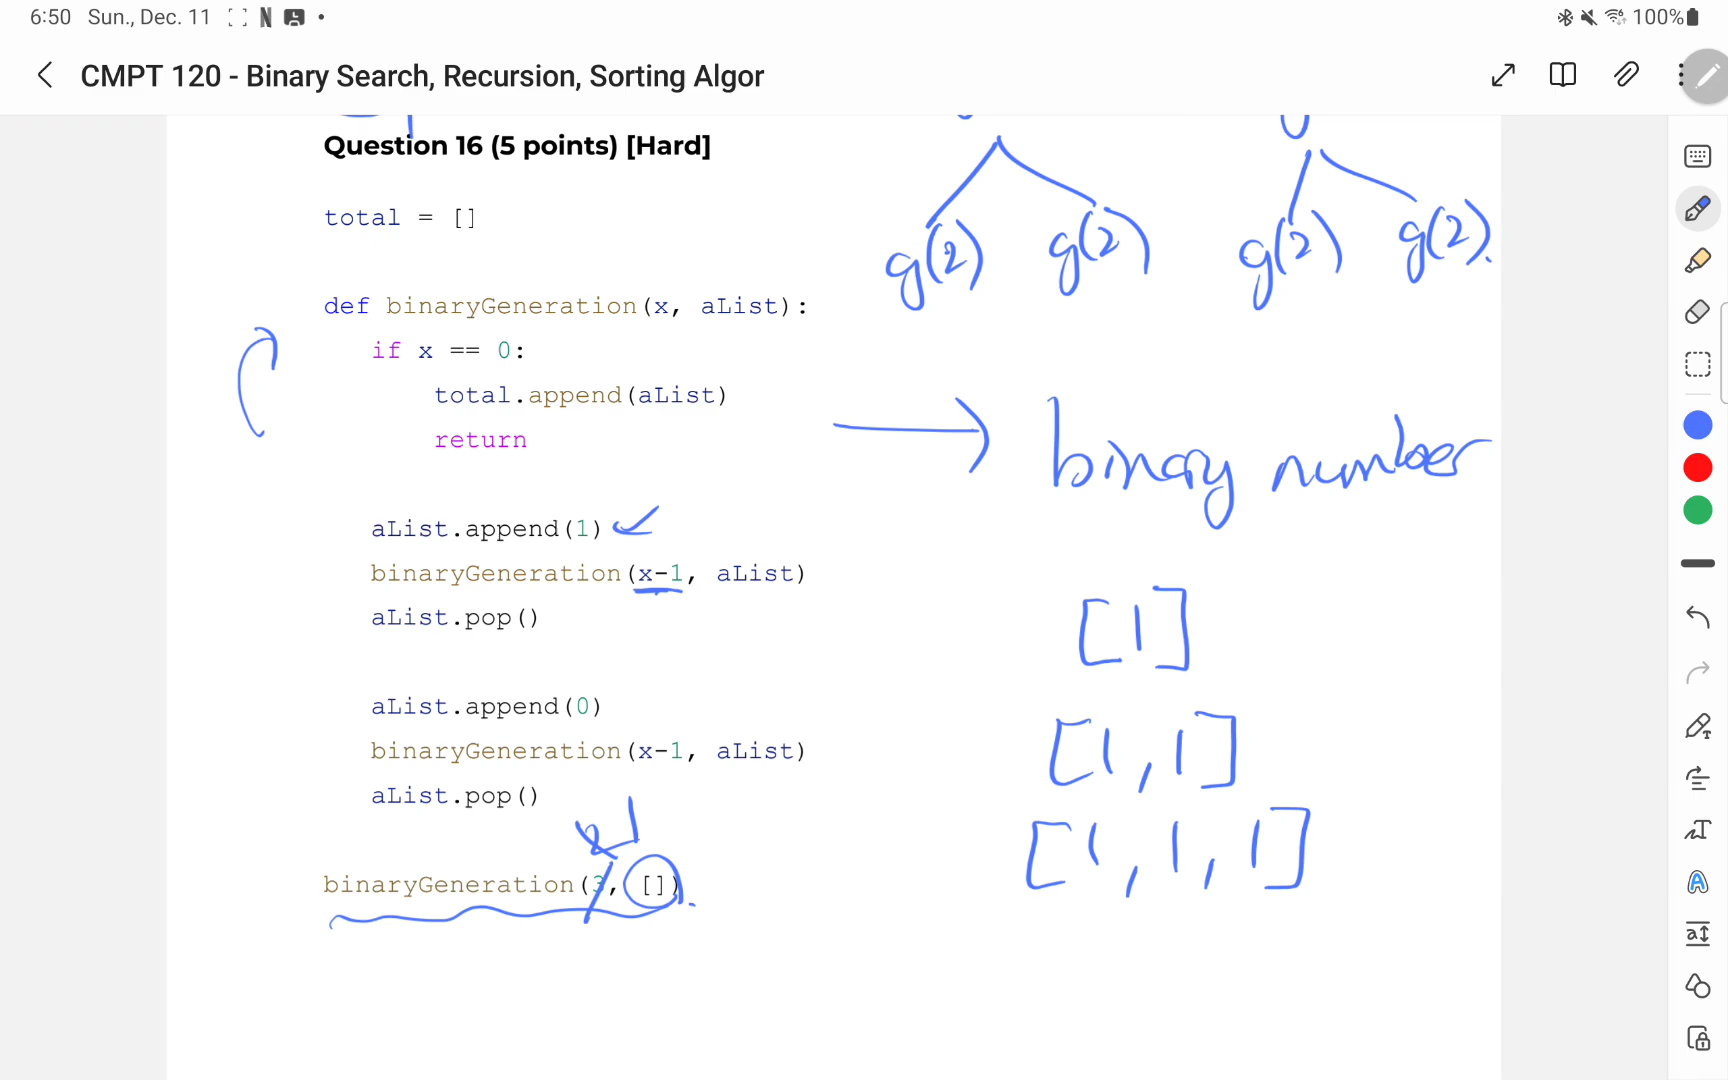 6:50 Sun., Dec. 11 N 100%
CMPT 120 - Binary Search, Recursion, Sorting Algor
Question 16 (5 points) [Hard]
total = []
g(2) g(2) g(2) g(2).
def binaryGeneration(x, aList):
if x == 0:
total.append(aList)
return
binary number
aList.append(1)
binaryGeneration(x-1, aList)
aList.pop()
[1]
aList.append(0)
binaryGeneration(x-1, aList)
[1,1]
aList.pop()
2 1
[1,1,1]
binaryGeneration(3, [])